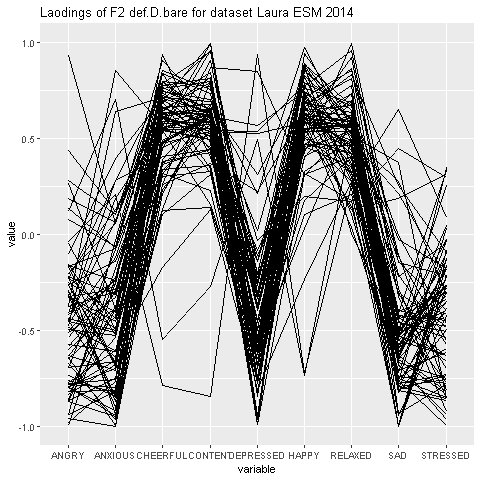 Laodings of F2 def.D.bare for dataset Laura ESM 2014
1.0
0.5
0.0
-0.5
-1.0
value
ANGRY ANXIOUS CHEERFUL CONTENT DEPRESSED HAPPY RELAXED SAD STRESSED
variable